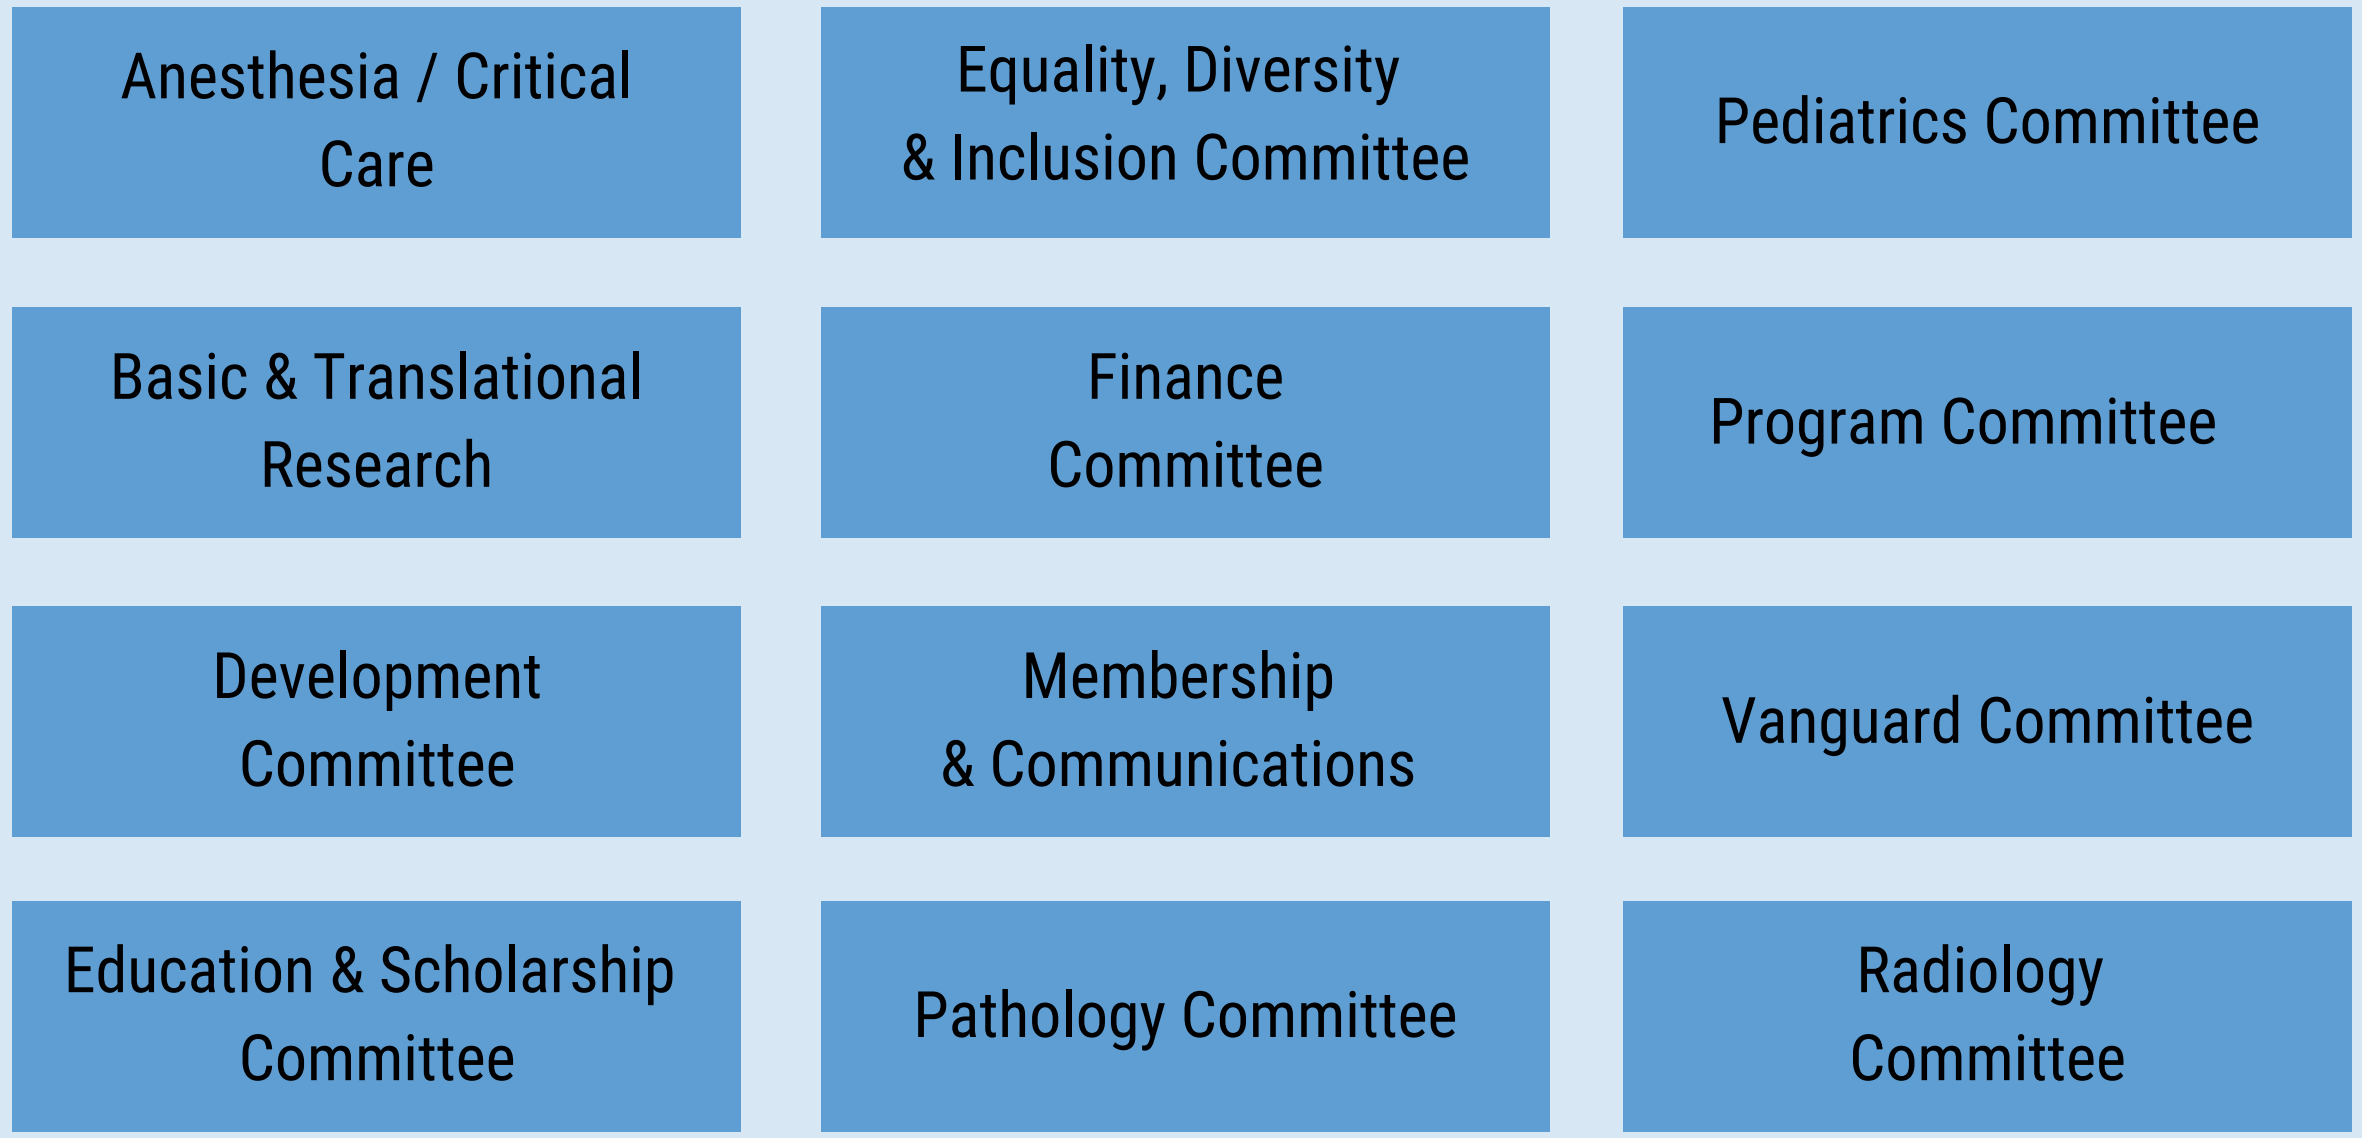 Anesthesia / Critical
Care
Equality, Diversity
& Inclusion Committee
Pediatrics Committee
Basic & Translational
Research
Finance
Committee
Program Committee
Development
Committee
Membership
& Communications
Vanguard Committee
Education & Scholarship
Committee
Pathology Committee
Radiology
Committee